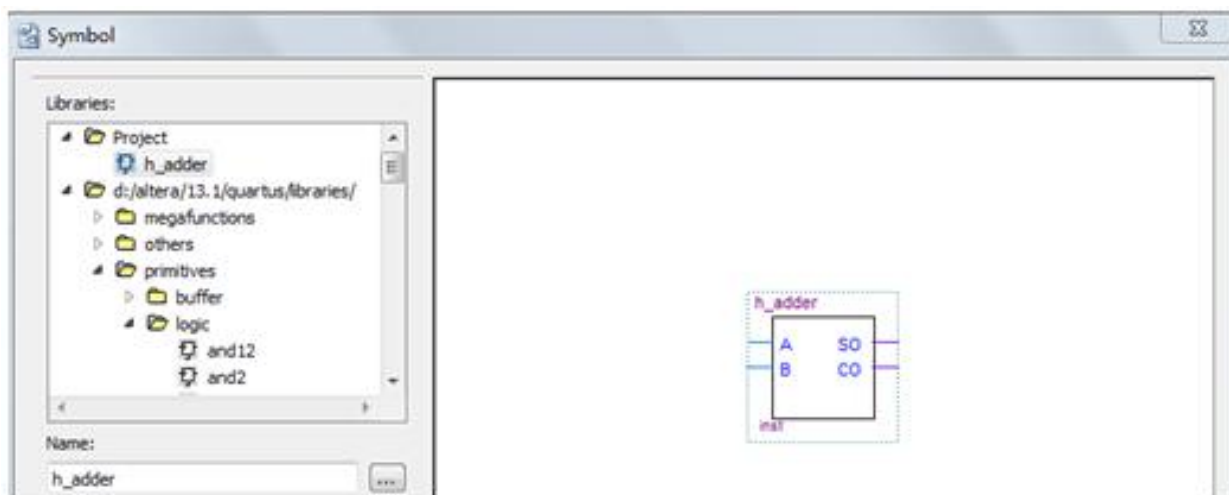 Symbol
Libraries:
Project
h_adder
d:/altera/13.1/quartus/libraries/
megafunctions
others
primitives
buffer
logic
and12
and2
Name:
h_adder
...
h_adder
A SO
B CO
inst